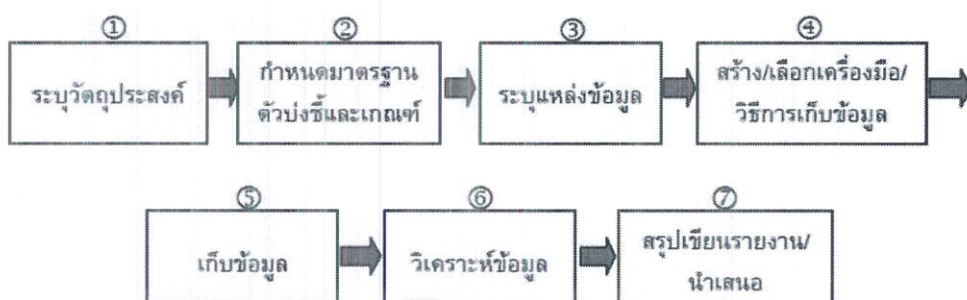 ①
ระบุวัตถุประสงค์
②
กำหนดมาตรฐาน
ตัวบ่งชี้และเกณฑ์
③
ระบุแหล่งข้อมูล
④
สร้าง/เลือกเครื่องมือ/
วิธีการเก็บข้อมูล
⑤
เก็บข้อมูล
⑥
วิเคราะห์ข้อมูล
⑦
สรุปเขียนรายงาน/
นำเสนอ